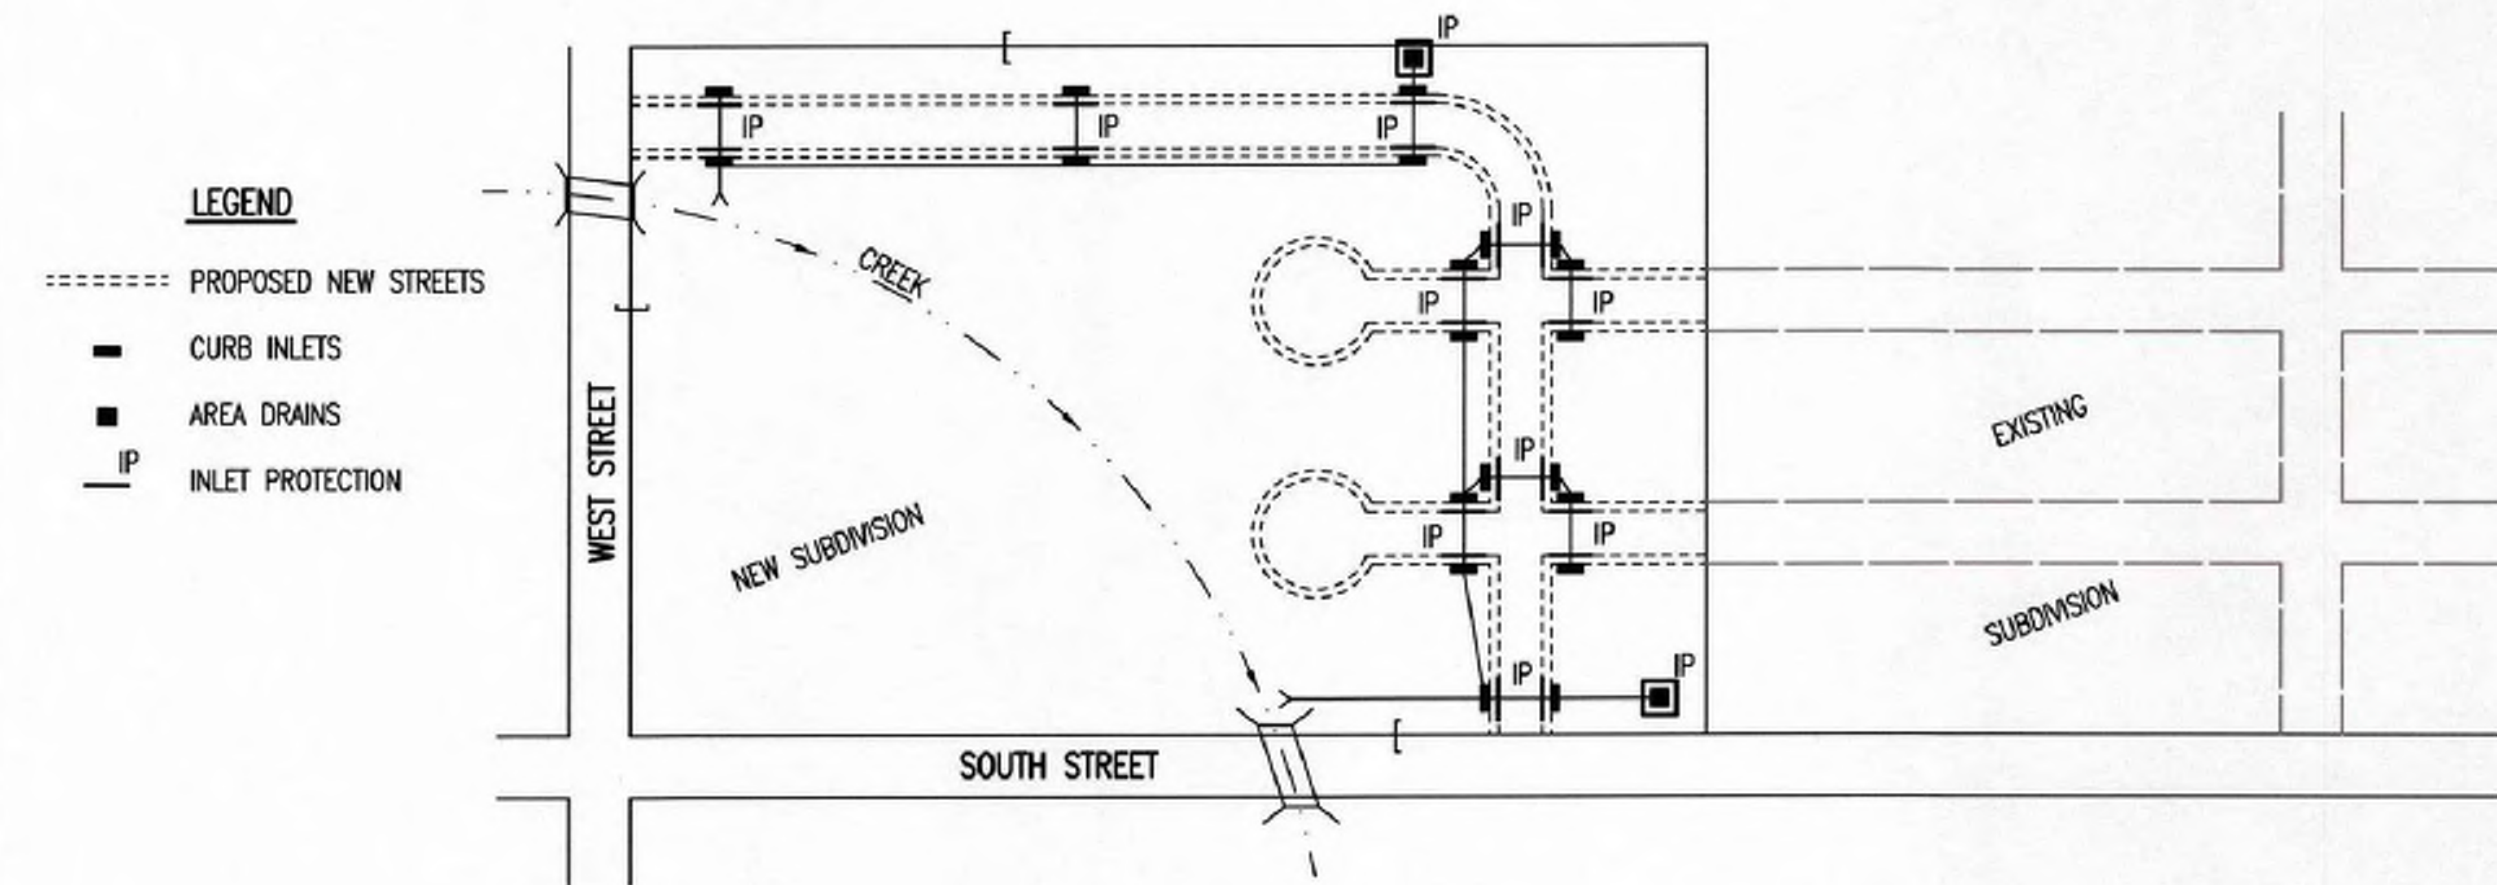 LEGEND
PROPOSED NEW STREETS
CURB INLETS
AREA DRAINS
IP
INLET PROTECTION
WEST STREET
SOUTH STREET
CREEK
NEW SUBDIVISION
EXISTING
SUBDIVISION
IP
IP
IP
IP
IP
IP
IP
IP
IP
IP
IP
IP